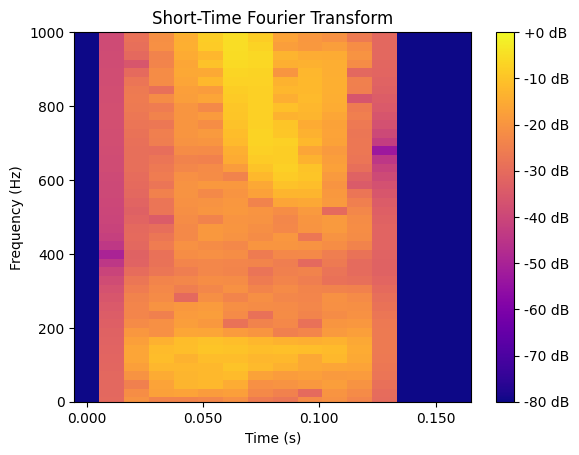 Short-Time Fourier Transform
1000
800
600
400
200
0
Frequency (Hz)
0.000
0.050
0.100
0.150
Time (s)
+0 dB
-10 dB
-20 dB
-30 dB
-40 dB
-50 dB
-60 dB
-70 dB
-80 dB